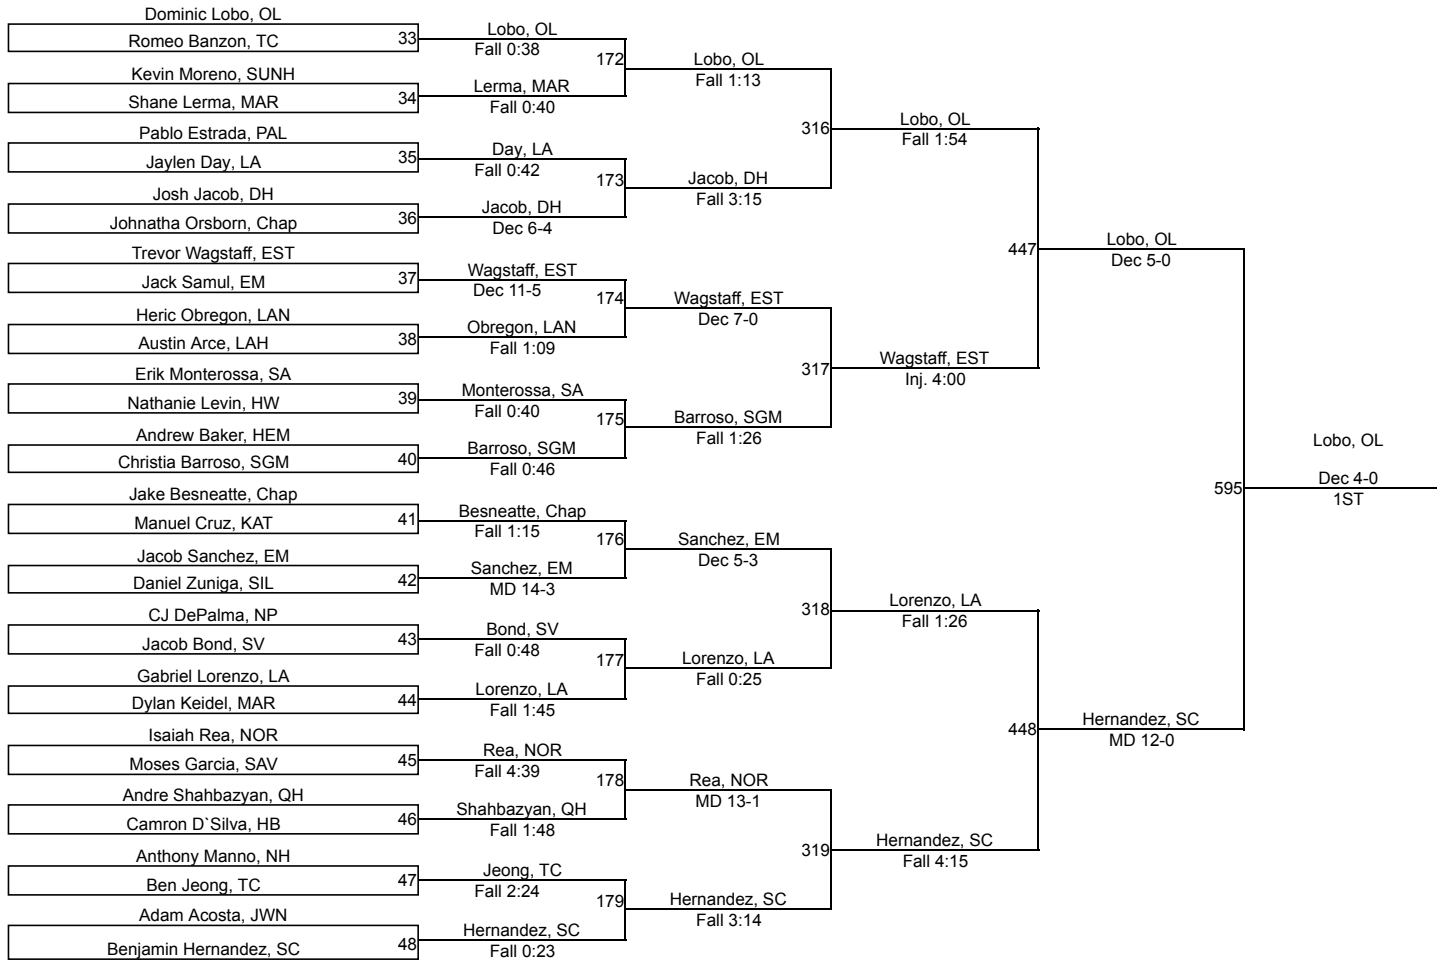 Dominic Lobo, OL
Romeo Banzon, TC
33
Kevin Moreno, SUNH
Shane Lerma, MAR
34
Pablo Estrada, PAL
Jaylen Day, LA
35
Josh Jacob, DH
Johnatha Orsborn, Chap
36
Trevor Wagstaff, EST
Jack Samul, EM
37
Heric Obregon, LAN
Austin Arce, LAH
38
Erik Monterossa, SA
Nathanie Levin, HW
39
Andrew Baker, HEM
Christia Barroso, SGM
40
Jake Besneatte, Chap
Manuel Cruz, KAT
41
Jacob Sanchez, EM
Daniel Zuniga, SIL
42
CJ DePalma, NP
Jacob Bond, SV
43
Gabriel Lorenzo, LA
Dylan Keidel, MAR
44
Isaiah Rea, NOR
Moses Garcia, SAV
45
Andre Shahbazyan, QH
Camron D`Silva, HB
46
Anthony Manno, NH
Ben Jeong, TC
47
Adam Acosta, JWN
Benjamin Hernandez, SC
48
Lobo, OL
Fall 0:38
172
Lerma, MAR
Fall 0:40
Day, LA
Fall 0:42
173
Jacob, DH
Dec 6-4
Wagstaff, EST
Dec 11-5
174
Obregon, LAN
Fall 1:09
Monterossa, SA
Fall 0:40
175
Barroso, SGM
Fall 0:46
Besneatte, Chap
Fall 1:15
176
Sanchez, EM
MD 14-3
Bond, SV
Fall 0:48
177
Lorenzo, LA
Fall 1:45
Rea, NOR
Fall 4:39
178
Shahbazyan, QH
Fall 1:48
Jeong, TC
Fall 2:24
179
Hernandez, SC
Fall 0:23
Lobo, OL
Fall 1:13
316
Jacob, DH
Fall 3:15
Wagstaff, EST
Dec 7-0
317
Barroso, SGM
Fall 1:26
Sanchez, EM
Dec 5-3
318
Lorenzo, LA
Fall 0:25
Rea, NOR
MD 13-1
319
Hernandez, SC
Fall 3:14
Lobo, OL
Fall 1:54
447
Wagstaff, EST
Inj. 4:00
Lorenzo, LA
Fall 1:26
448
Hernandez, SC
Fall 4:15
Lobo, OL
Dec 5-0
595
Hernandez, SC
MD 12-0
Lobo, OL
Dec 4-0
1ST